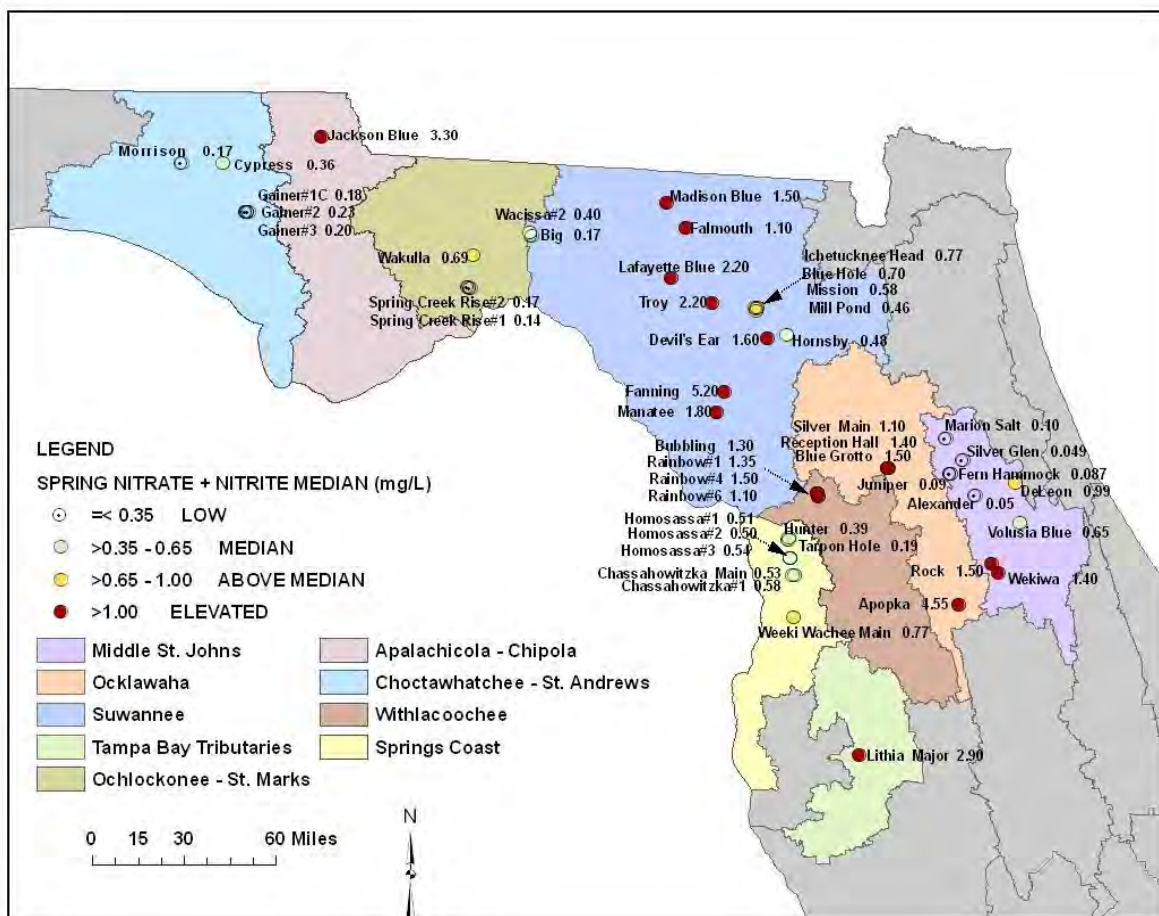 Jackson Blue 3.30
Morrison 0.17
Cypress 0.36
Gainer#1C 0.18
Gainer#2 0.23
Gainer#3 0.20
Wacissa#2 0.40
Big 0.17
Wakulla 0.69
Spring Creek Rise#2 0.17
Spring Creek Rise#1 0.14
Madison Blue 1.50
Falmouth 1.10
Ichetucknee Head 0.77
Blue Hole 0.70
Mission 0.58
Mill Pond 0.46
Lafayette Blue 2.20
Troy 2.20
Devil's Ear 1.60
Hornsby 0.48
Fanning 5.20
Manatee 1.80
Silver Main 1.10
Reception Hall 1.40
Blue Grotto 1.50
Bubbling 1.30
Rainbow#1 1.35
Rainbow#4 1.50
Rainbow#6 1.10
Marion Salt 0.10
Silver Glen 0.049
Fern Hammock 0.087
Juniper 0.09
DeLeon 0.99
Alexander 0.05
Volusia Blue 0.65
Homosassa#1 0.51
Homosassa#2 0.50
Homosassa#3 0.54
Hunter 0.39
Tarpon Hole 0.19
Chassahowitzka Main 0.53
Chassahowitzka#1 0.58
Rock 1.50
Wekiwa 1.40
Apopka 4.55
Weeki Wachee Main 0.77
Lithia Major 2.90
LEGEND
SPRING NITRATE + NITRITE MEDIAN (mg/L)
=< 0.35 LOW
>0.35 - 0.65 MEDIAN
>0.65 - 1.00 ABOVE MEDIAN
>1.00 ELEVATED
Middle St. Johns
Apalachicola - Chipola
Ocklawaha
Choctawhatchee - St. Andrews
Suwannee
Withlacoochee
Tampa Bay Tributaries
Springs Coast
Ochlockonee - St. Marks
0 15 30 60 Miles
N